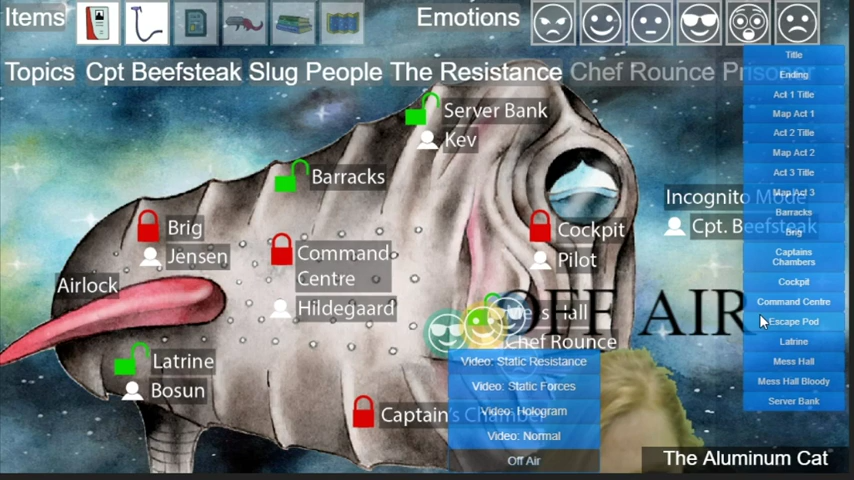 Items
Emotions
Topics Cpt Beefsteak Slug People The Resistance Chef Rounce Prisoner
Title
Ending
Act 1 Title
Map Act 1
Act 2 Title
Map Act 2
Act 3 Title
Map Act 3
Barracks
Brig
Captains
Chambers
Cockpit
Command Centre
Escape Pod
Latrine
Mess Hall
Mess Hall Bloody
Server Bank
Server Bank
Kev
Barracks
Brig
Jensen
Command
Centre
Hildegaard
Cockpit
Pilot
Incognito Mode
Cpt. Beefsteak
Airlock
OFF AIR
Mess Hall
Chef Rounce
Latrine
Bosun
Captain's
Video: Static Resistance
Video: Static Forces
Video: Hologram
Video: Normal
Off Air
The Aluminum Cat